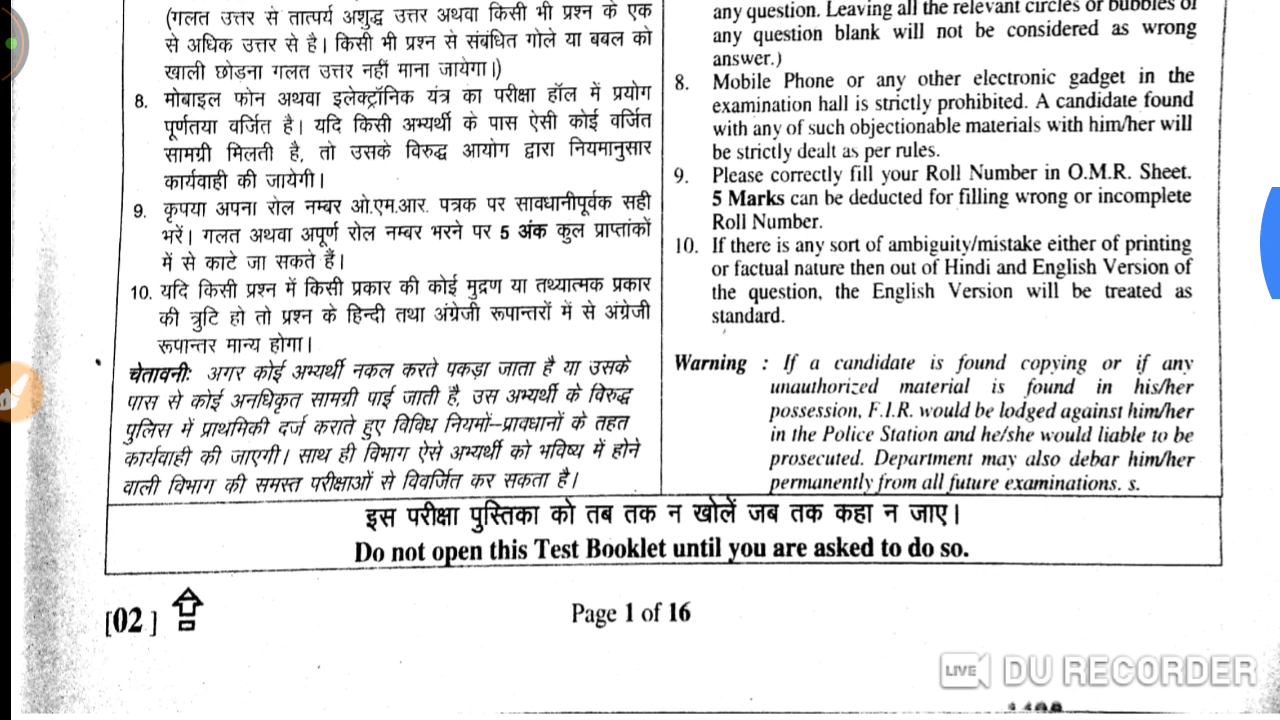 (गलत उत्तर से तात्पर्य अशुद्ध उत्तर अथवा किसी भी प्रश्न के एक
से अधिक उत्तर से है। किसी भी प्रश्न से संबंधित गोले या बबल को
खाली छोड़ना गलत उत्तर नहीं माना जायेगा।)
8. मोबाइल फोन अथवा इलेक्ट्रॉनिक यंत्र का परीक्षा हॉल में प्रयोग
पूर्णतया वर्जित है। यदि किसी अभ्यर्थी के पास ऐसी कोई वर्जित
सामग्री मिलती है, तो उसके विरुद्ध आयोग द्वारा नियमानुसार
कार्यवाही की जायेगी।
9. कृपया अपना रोल नम्बर ओ.एम.आर. पत्रक पर सावधानीपूर्वक सही
भरें। गलत अथवा अपूर्ण रोल नम्बर भरने पर 5 अंक कुल प्राप्तांकों
में से काटे जा सकते हैं।
10. यदि किसी प्रश्न में किसी प्रकार की कोई मुद्रण या तथ्यात्मक प्रकार
की त्रुटि हो तो प्रश्न के हिन्दी तथा अंग्रेजी रूपान्तरों में से अंग्रेजी
रूपान्तर मान्य होगा।
चेतावनी: अगर कोई अभ्यर्थी नकल करते पकड़ा जाता है या उसके
पास से कोई अनधिकृत सामग्री पाई जाती है, उस अभ्यर्थी के विरुद्ध
पुलिस में प्राथमिकी दर्ज कराते हुए विविध नियमों–प्रावधानों के तहत
कार्यवाही की जाएगी। साथ ही विभाग ऐसे अभ्यर्थी को भविष्य में होने
वाली विभाग की समस्त परीक्षाओं से विवर्जित कर सकता है।
any question. Leaving all the relevant circles or bubbles of
any question blank will not be considered as wrong
answer.)
8. Mobile Phone or any other electronic gadget in the
examination hall is strictly prohibited. A candidate found
with any of such objectionable materials with him/her will
be strictly dealt as per rules.
9. Please correctly fill your Roll Number in O.M.R. Sheet.
5 Marks can be deducted for filling wrong or incomplete
Roll Number.
10. If there is any sort of ambiguity/mistake either of printing
or factual nature then out of Hindi and English Version of
the question, the English Version will be treated as
standard.
Warning : If a candidate is found copying or if any
unauthorized material is found in his/her
possession, F.I.R. would be lodged against him/her
in the Police Station and he/she would liable to be
prosecuted. Department may also debar him/her
permanently from all future examinations. s.
इस परीक्षा पुस्तिका को तब तक न खोलें जब तक कहा न जाए।
Do not open this Test Booklet until you are asked to do so.
[02]
Page 1 of 16
LIVE DU RECORDER